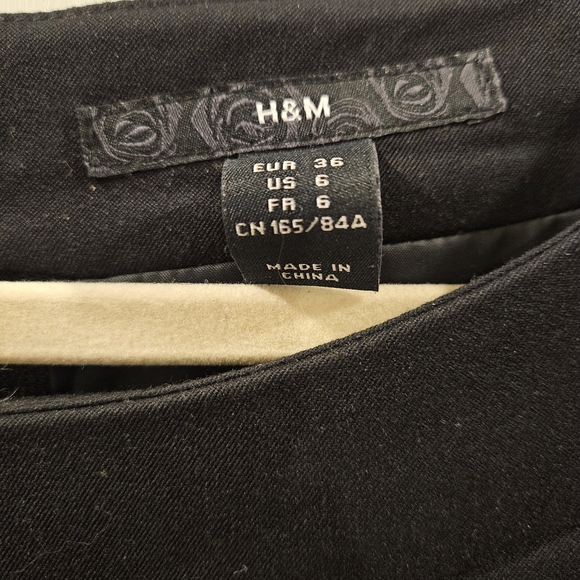 H&M
EUR 36
US 6
FR 6
CN 165/84A
MADE IN
CHINA